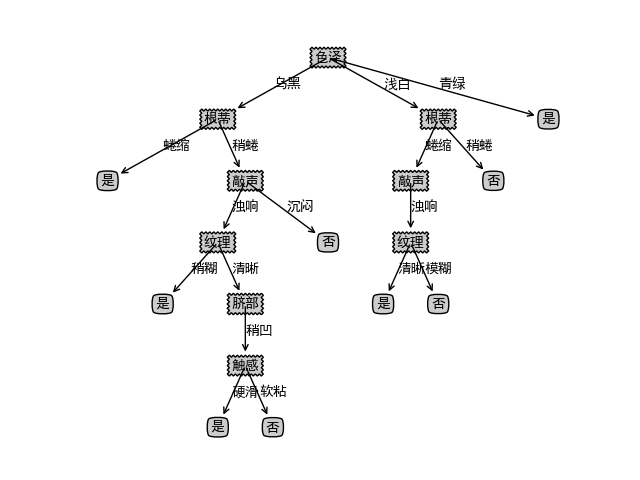 色泽
乌黑
浅白
青绿
根蒂
根蒂
是
蜷缩
稍蜷
蜷缩
稍蜷
是
敲声
敲声
否
浊响
沉闷
浊响
纹理
否
纹理
稍糊
清晰
清晰
模糊
是
脐部
是
否
稍凹
触感
硬滑
软粘
是
否